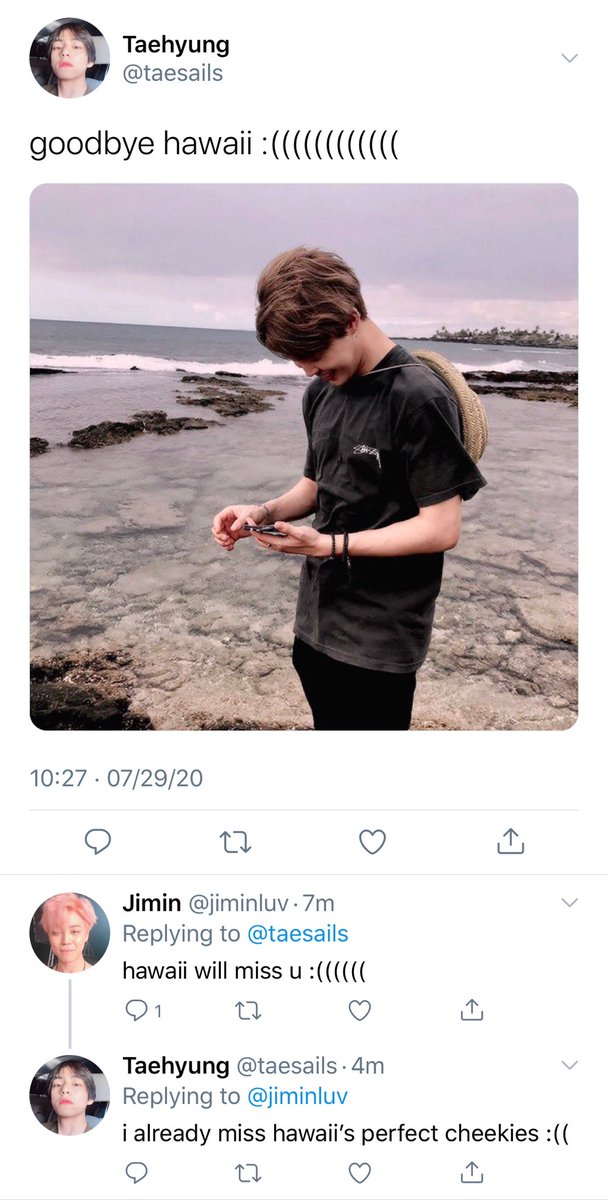 Taehyung
@taesails
goodbye hawaii :((((((((((((
10:27 · 07/29/20
Jimin @jiminluv · 7m
Replying to @taesails
hawaii will miss u :((((((
1
Taehyung @taesails · 4m
Replying to @jiminluv
i already miss hawaii’s perfect cheekies :((